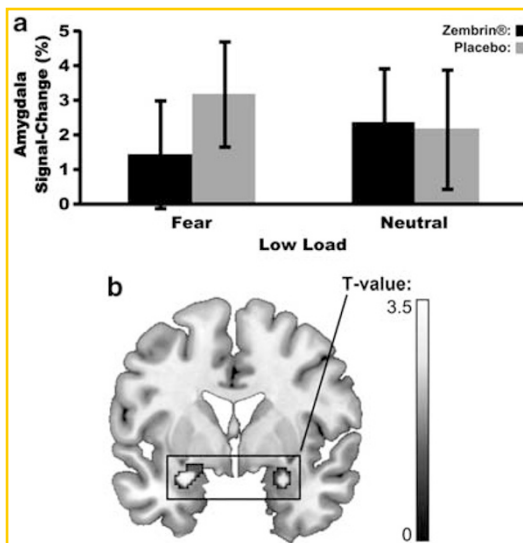 a
Zembrin®:
Placebo:
Amygdala
Signal-Change (%)
5
4
3
2
1
0
Fear
Neutral
Low Load
b
T-value:
3.5
0